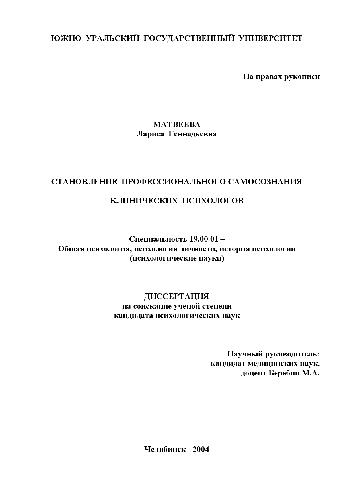 ЮЖНО УРАЛЬСКИЙ ГОСУДАРСТВЕННЫЙ УНИВЕРСИТЕТ
На правах рукописи
МАТВЕЕВА
Лариса Геннадьевна
СТАНОВЛЕНИЕ ПРОФЕССИОНАЛЬНОГО САМОСОЗНАНИЯ
КЛИНИЧЕСКИХ ПСИХОЛОГОВ
Специальность 19.00 01 –
Общая психология, психология личности, история психологии
(психологические науки)
ДИССЕРТАЦИЯ
на соискание ученой степени
кандидата психологических наук
Научный руководитель:
кандидат медицинских наук,
доцент Беребин М.А.
Челябинск 2004